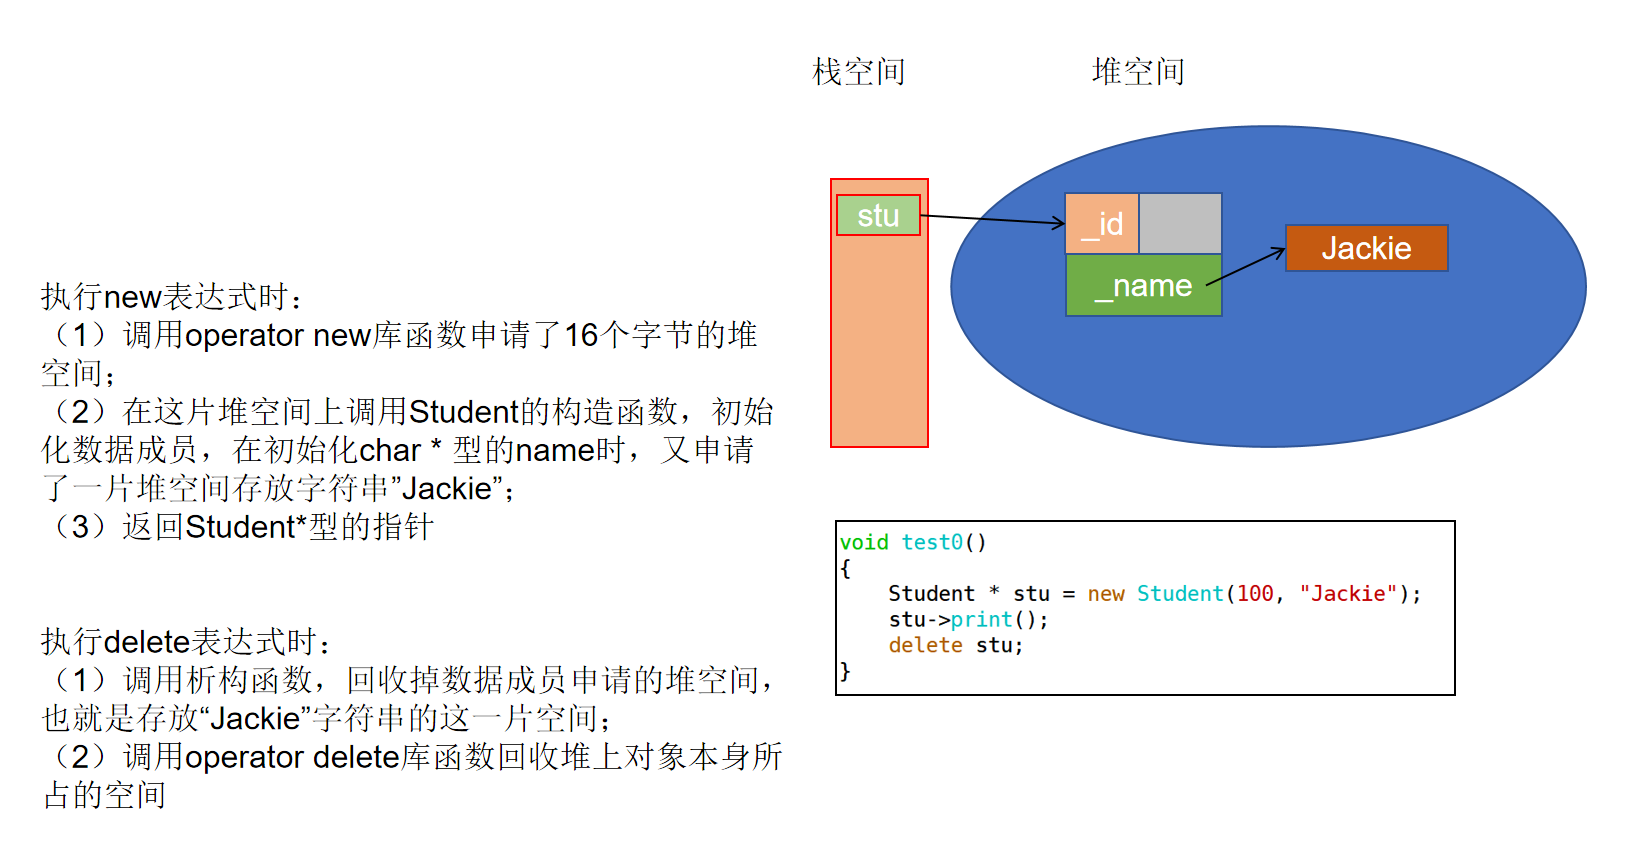 栈空间
堆空间
stu
_id
_name
Jackie
执行new表达式时：
（1）调用operator new库函数申请了16个字节的堆
空间；
（2）在这片堆空间上调用Student的构造函数，初始
化数据成员，在初始化char * 型的name时，又申请
了一片堆空间存放字符串”Jackie”；
（3）返回Student*型的指针
执行delete表达式时：
（1）调用析构函数，回收掉数据成员申请的堆空间，
也就是存放“Jackie”字符串的这一片空间；
（2）调用operator delete库函数回收堆上对象本身所
占的空间
void test0()
{
    Student * stu = new Student(100, "Jackie");
    stu->print();
    delete stu;
}